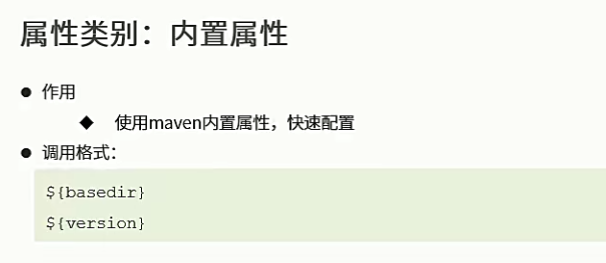 属性类别：内置属性
● 作用
◆ 使用maven内置属性，快速配置
● 调用格式：
${basedir}
${version}